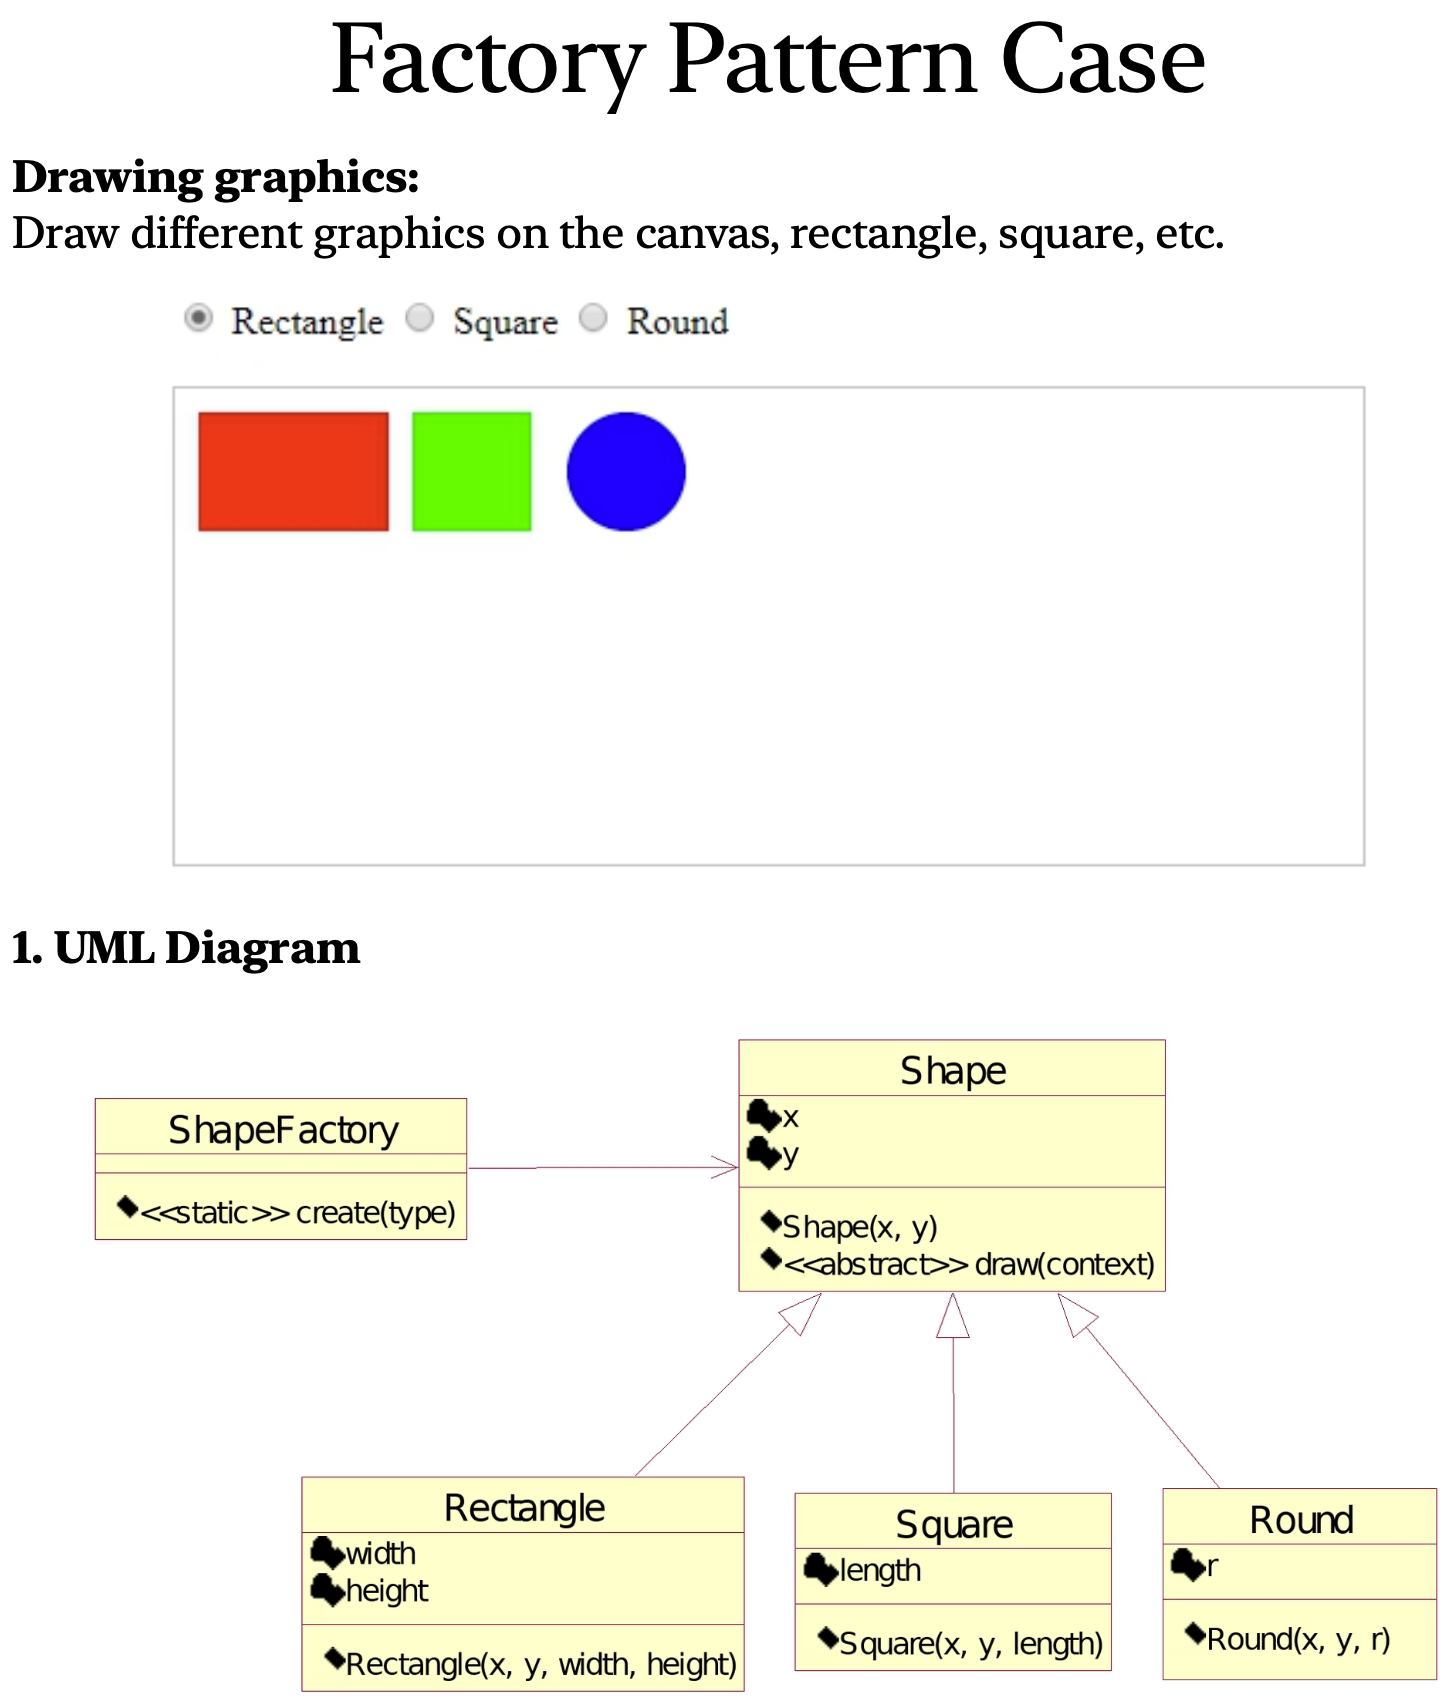 Factory Pattern Case
Drawing graphics:
Draw different graphics on the canvas, rectangle, square, etc.
Rectangle Square Round
1. UML Diagram
Shape
x
y
Shape(x, y)
<<abstract>> draw(context)
ShapeFactory
<<static>> create(type)
Rectangle
width
height
Rectangle(x, y, width, height)
Square
length
Square(x, y, length)
Round
r
Round(x, y, r)